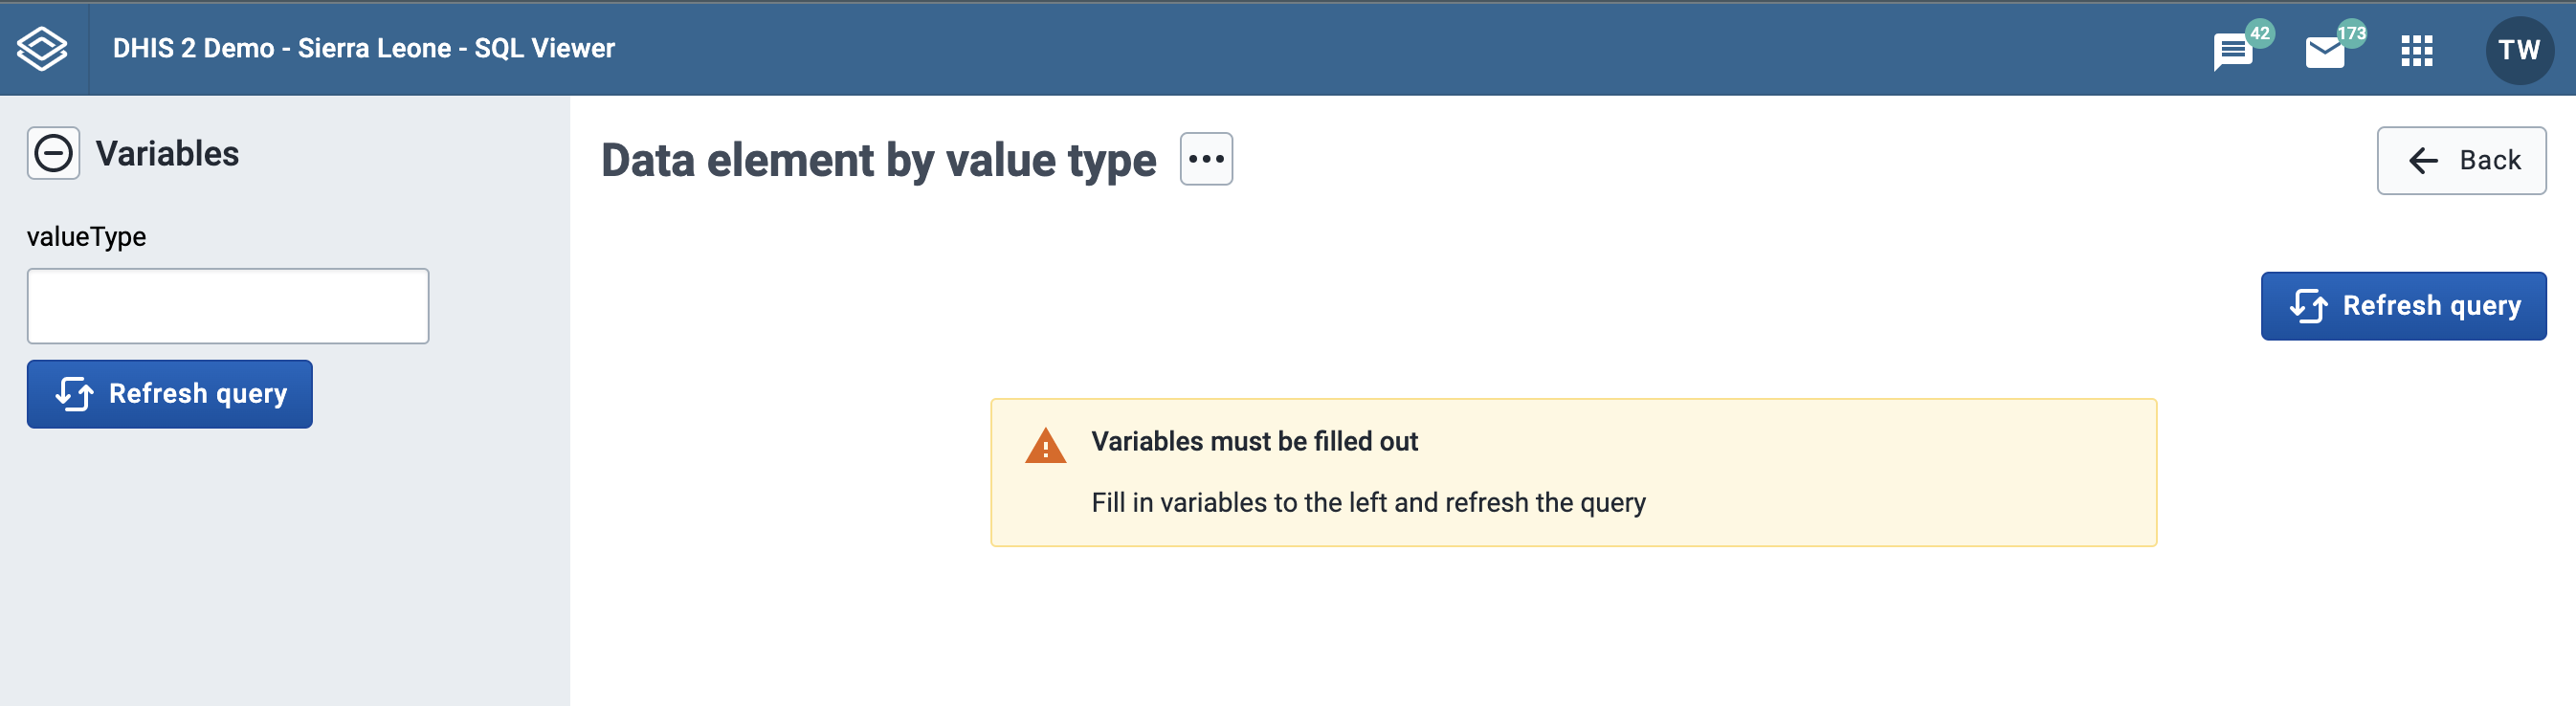 DHIS 2 Demo - Sierra Leone - SQL Viewer
42
173
TW
Variables
valueType
Refresh query
Data element by value type
Back
Refresh query
Variables must be filled out
Fill in variables to the left and refresh the query